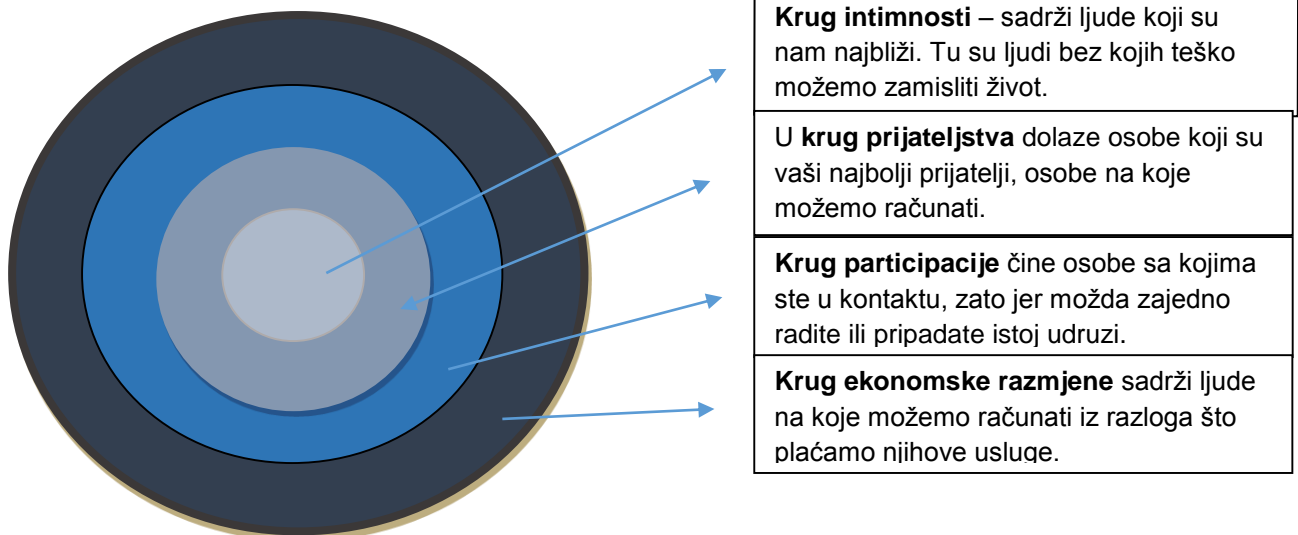 Krug intimnosti – sadrži ljude koji su
nam najbliži. Tu su ljudi bez kojih teško
možemo zamisliti život.
U krug prijateljstva dolaze osobe koji su
vaši najbolji prijatelji, osobe na koje
možemo računati.
Krug participacije čine osobe sa kojima
ste u kontaktu, zato jer možda zajedno
radite ili pripadate istoj udruzi.
Krug ekonomske razmjene sadrži ljude
na koje možemo računati iz razloga što
plaćamo njihove usluge.